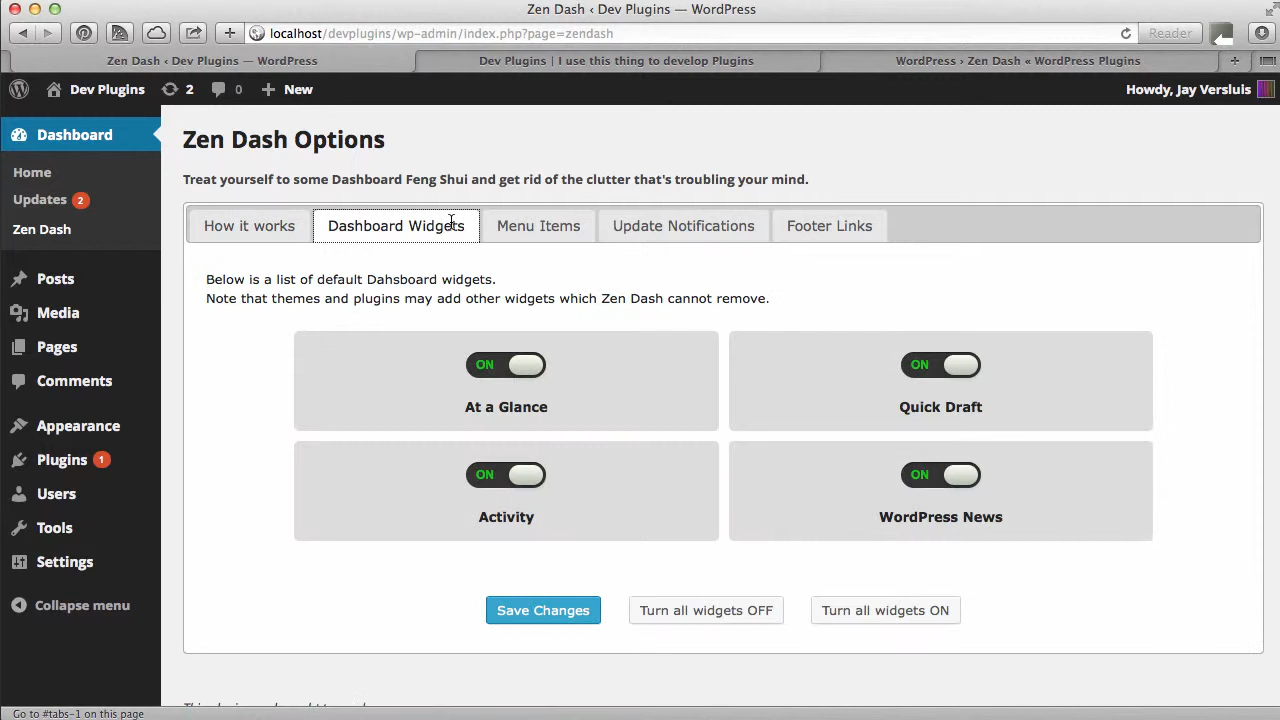 Zen Dash ‹ Dev Plugins — WordPress
localhost/devplugins/wp-admin/index.php?page=zendash
Reader
Zen Dash ‹ Dev Plugins — WordPress
Dev Plugins | I use this thing to develop Plugins
WordPress › Zen Dash « WordPress Plugins
Dev Plugins
2
0
New
Howdy, Jay Versluis
Dashboard
Home
Updates 2
Zen Dash
Posts
Media
Pages
Comments
Appearance
Plugins 1
Users
Tools
Settings
Collapse menu
Zen Dash Options
Treat yourself to some Dashboard Feng Shui and get rid of the clutter that's troubling your mind.
How it works
Dashboard Widgets
Menu Items
Update Notifications
Footer Links
Below is a list of default Dahsboard widgets.
Note that themes and plugins may add other widgets which Zen Dash cannot remove.
ON
At a Glance
ON
Quick Draft
ON
Activity
ON
WordPress News
Save Changes
Turn all widgets OFF
Turn all widgets ON
Go to #tabs-1 on this page